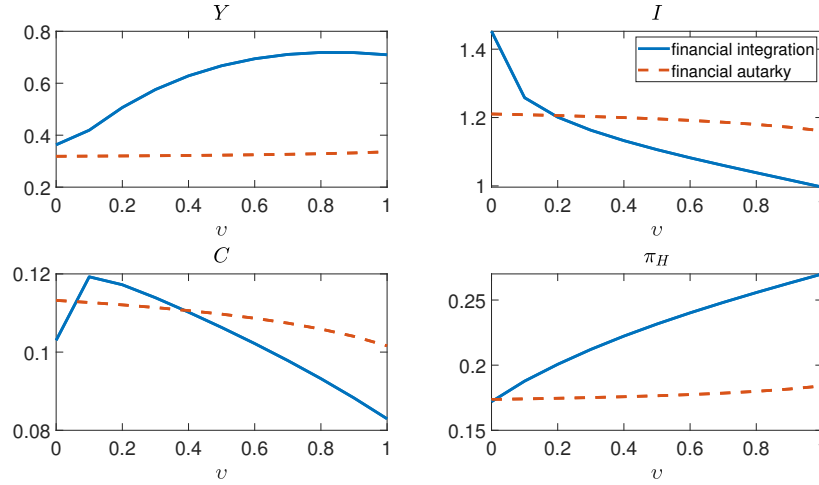 Y
0.8
0.6
0.4
0.2
0 0.2 0.4 0.6 0.8 1
υ
I
1.4
1.2
1
0 0.2 0.4 0.6 0.8 1
υ
financial integration
financial autarky
C
0.12
0.1
0.08
0 0.2 0.4 0.6 0.8 1
υ
π_H
0.25
0.2
0.15
0 0.2 0.4 0.6 0.8 1
υ